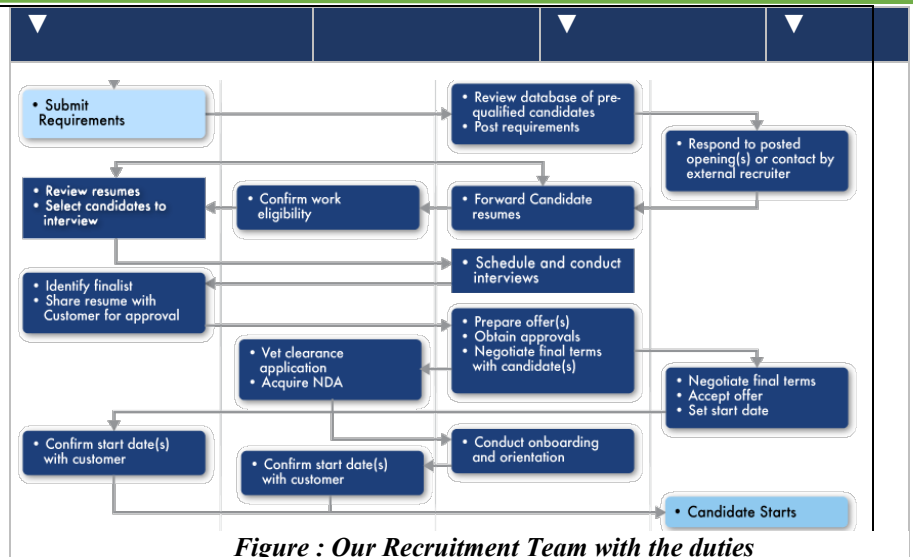 • Submit
Requirements
• Review database of pre-
qualified candidates
• Post requirements
• Respond to posted
opening(s) or contact by
external recruiter
• Review resumes
• Select candidates to
interview
• Confirm work
eligibility
• Forward Candidate
resumes
• Schedule and conduct
interviews
• Identify finalist
• Share resume with
Customer for approval
• Prepare offer(s)
• Obtain approvals
• Negotiate final terms
with candidate(s)
• Vet clearance
application
• Acquire NDA
• Negotiate final terms
• Accept offer
• Set start date
• Confirm start date(s)
with customer
• Conduct onboarding
and orientation
• Confirm start date(s)
with customer
• Candidate Starts
Figure : Our Recruitment Team with the duties